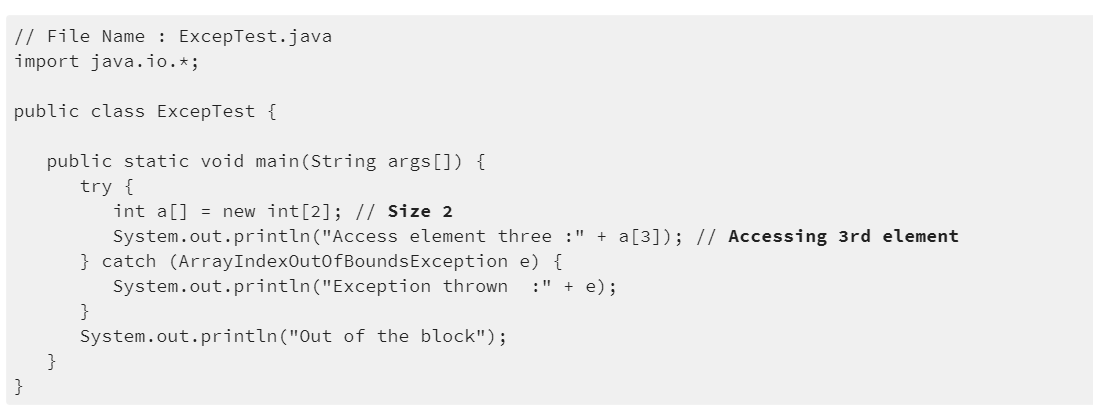 // File Name : ExcepTest.java
import java.io.*;

public class ExcepTest {

   public static void main(String args[]) {
      try {
         int a[] = new int[2]; // Size 2
         System.out.println("Access element three :" + a[3]); // Accessing 3rd element
      } catch (ArrayIndexOutOfBoundsException e) {
         System.out.println("Exception thrown  :" + e);
      }
      System.out.println("Out of the block");
   }
}